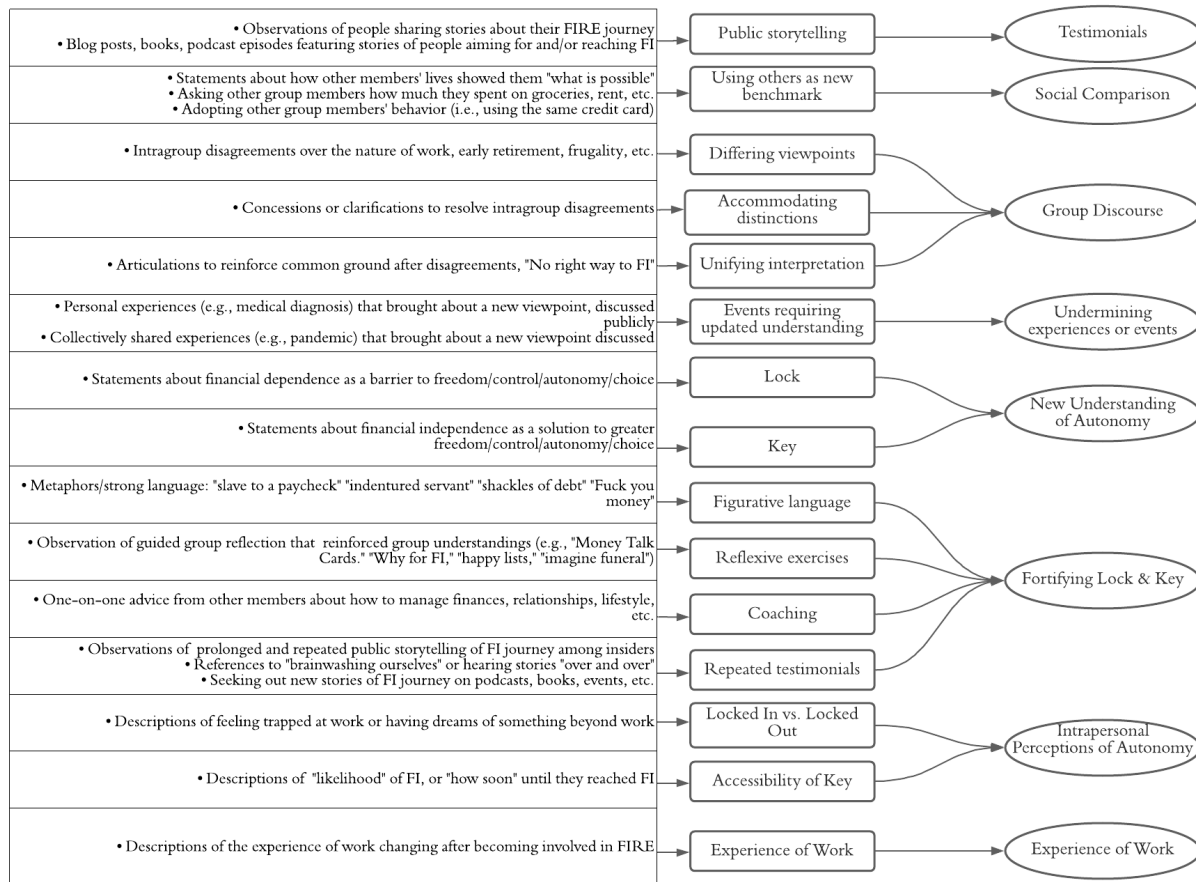 • Observations of people sharing stories about their FIRE journey
• Blog posts, books, podcast episodes featuring stories of people aiming for and/or reaching FI
Public storytelling
Testimonials
• Statements about how other members' lives showed them "what is possible"
• Asking other group members how much they spent on groceries, rent, etc.
• Adopting other group members' behavior (i.e., using the same credit card)
Using others as new
benchmark
Social Comparison
• Intragroup disagreements over the nature of work, early retirement, frugality, etc.
Differing viewpoints
• Concessions or clarifications to resolve intragroup disagreements
Accommodating
distinctions
Group Discourse
• Articulations to reinforce common ground after disagreements, "No right way to FI"
Unifying interpretation
• Personal experiences (e.g., medical diagnosis) that brought about a new viewpoint, discussed
publicly
• Collectively shared experiences (e.g., pandemic) that brought about a new viewpoint discussed
Events requiring
updated understanding
Undermining
experiences or events
• Statements about financial dependence as a barrier to freedom/control/autonomy/choice
Lock
New Understanding
of Autonomy
• Statements about financial independence as a solution to greater
freedom/control/autonomy/choice
Key
• Metaphors/strong language: "slave to a paycheck" "indentured servant" "shackles of debt" "Fuck you
money"
Figurative language
• Observation of guided group reflection that  reinforced group understandings (e.g., "Money Talk
Cards." "Why for FI," "happy lists," "imagine funeral")
Reflexive exercises
Fortifying Lock & Key
• One-on-one advice from other members about how to manage finances, relationships, lifestyle,
etc.
Coaching
• Observations of  prolonged and repeated public storytelling of FI journey among insiders
• References to "brainwashing ourselves" or hearing stories "over and over"
• Seeking out new stories of FI journey on podcasts, books, events, etc.
Repeated testimonials
• Descriptions of feeling trapped at work or having dreams of something beyond work
Locked In vs. Locked
Out
Intrapersonal
Perceptions of Autonomy
• Descriptions of  "likelihood" of FI, or "how soon" until they reached FI
Accessibility of Key
• Descriptions of the experience of work changing after becoming involved in FIRE
Experience of Work
Experience of Work